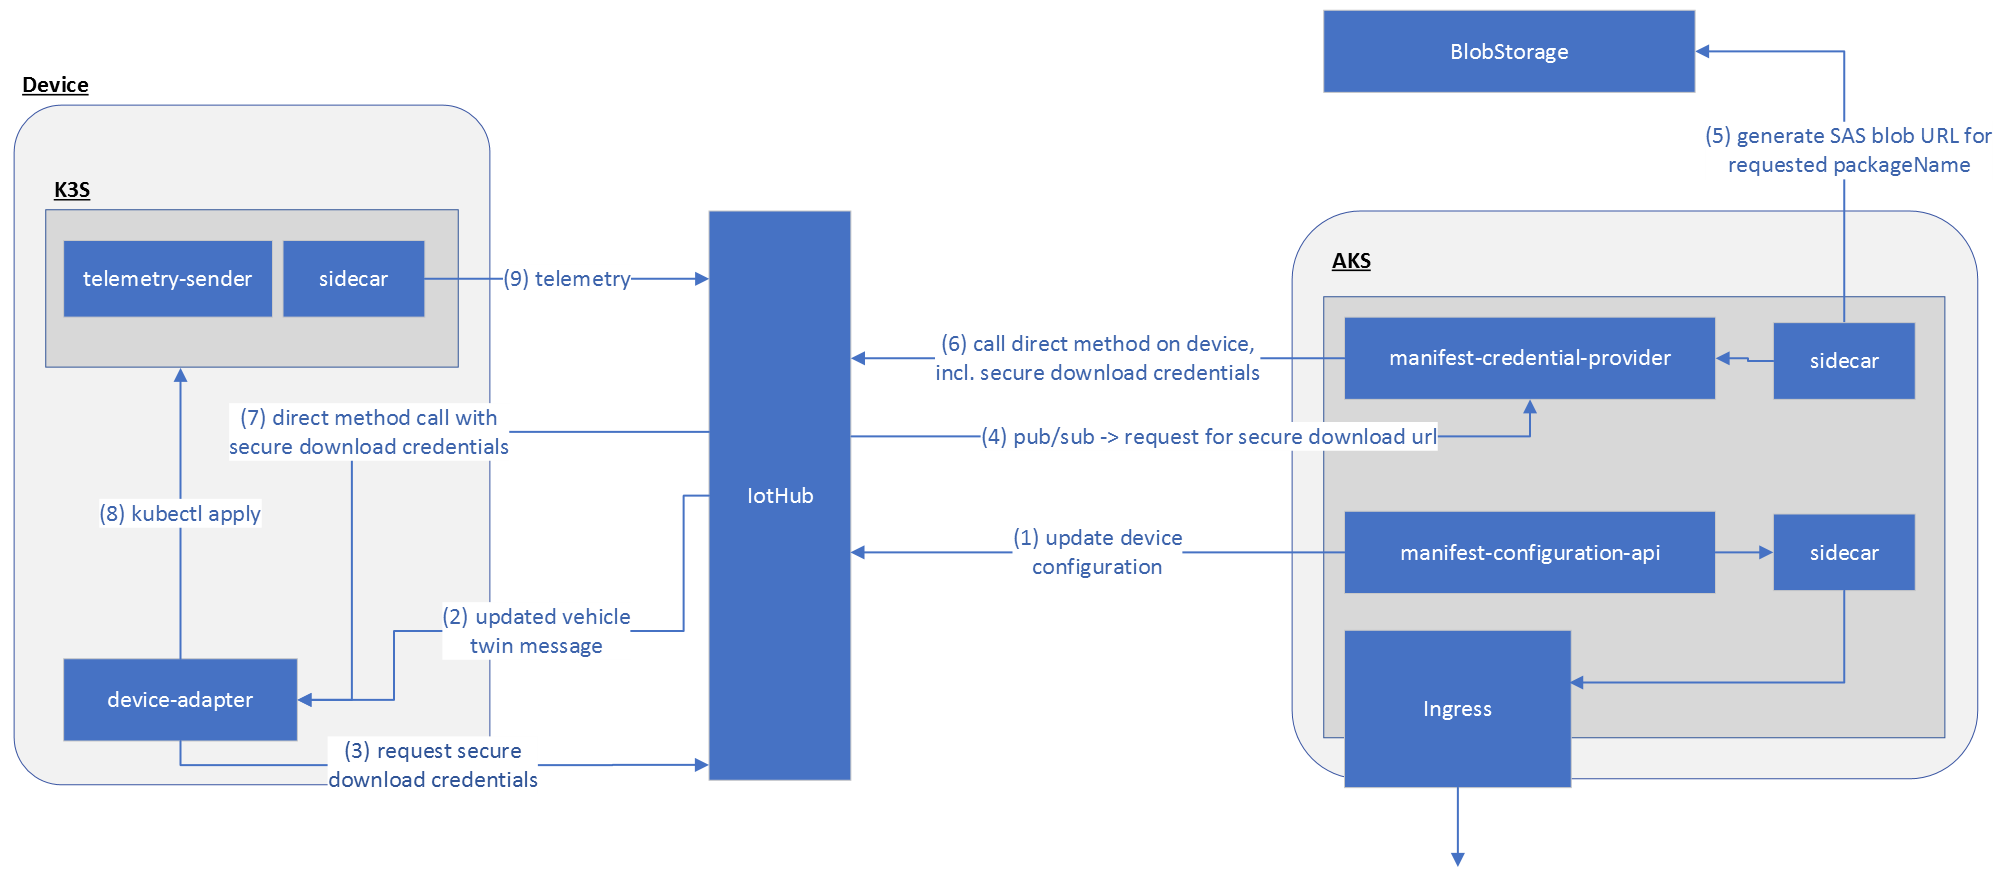 BlobStorage
Device
(5) generate SAS blob URL for
requested packageName
K3S
telemetry-sender
sidecar
(9) telemetry
AKS
(6) call direct method on device,
incl. secure download credentials
manifest-credential-provider
sidecar
(7) direct method call with
secure download credentials
(4) pub/sub -> request for secure download url
IotHub
(8) kubectl apply
(1) update device
configuration
manifest-configuration-api
sidecar
(2) updated vehicle
twin message
device-adapter
Ingress
(3) request secure
download credentials